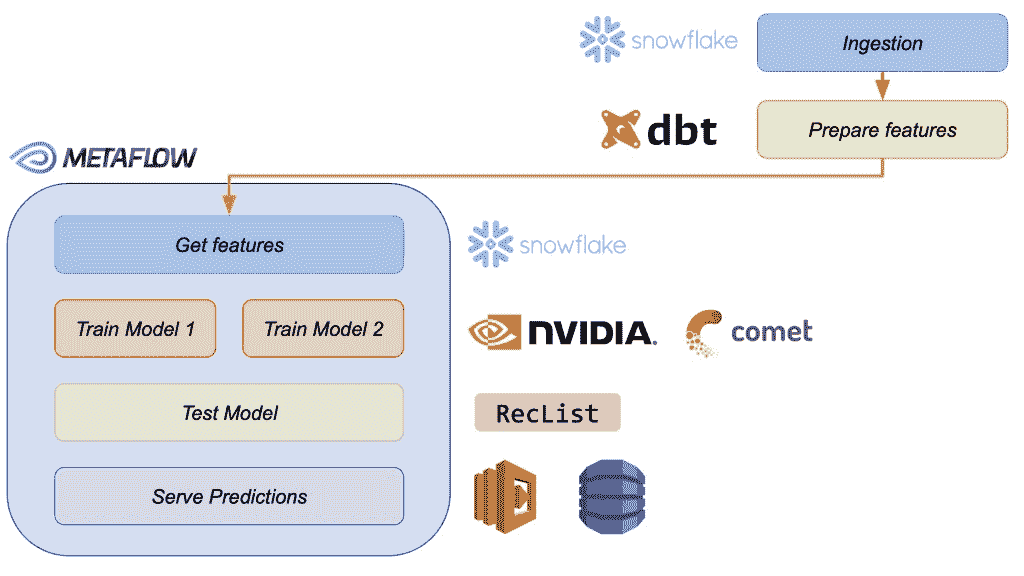 snowflake
Ingestion
dbt
Prepare features
METAFLOW
Get features
snowflake
Train Model 1
Train Model 2
NVIDIA.
comet
Test Model
RecList
Serve Predictions